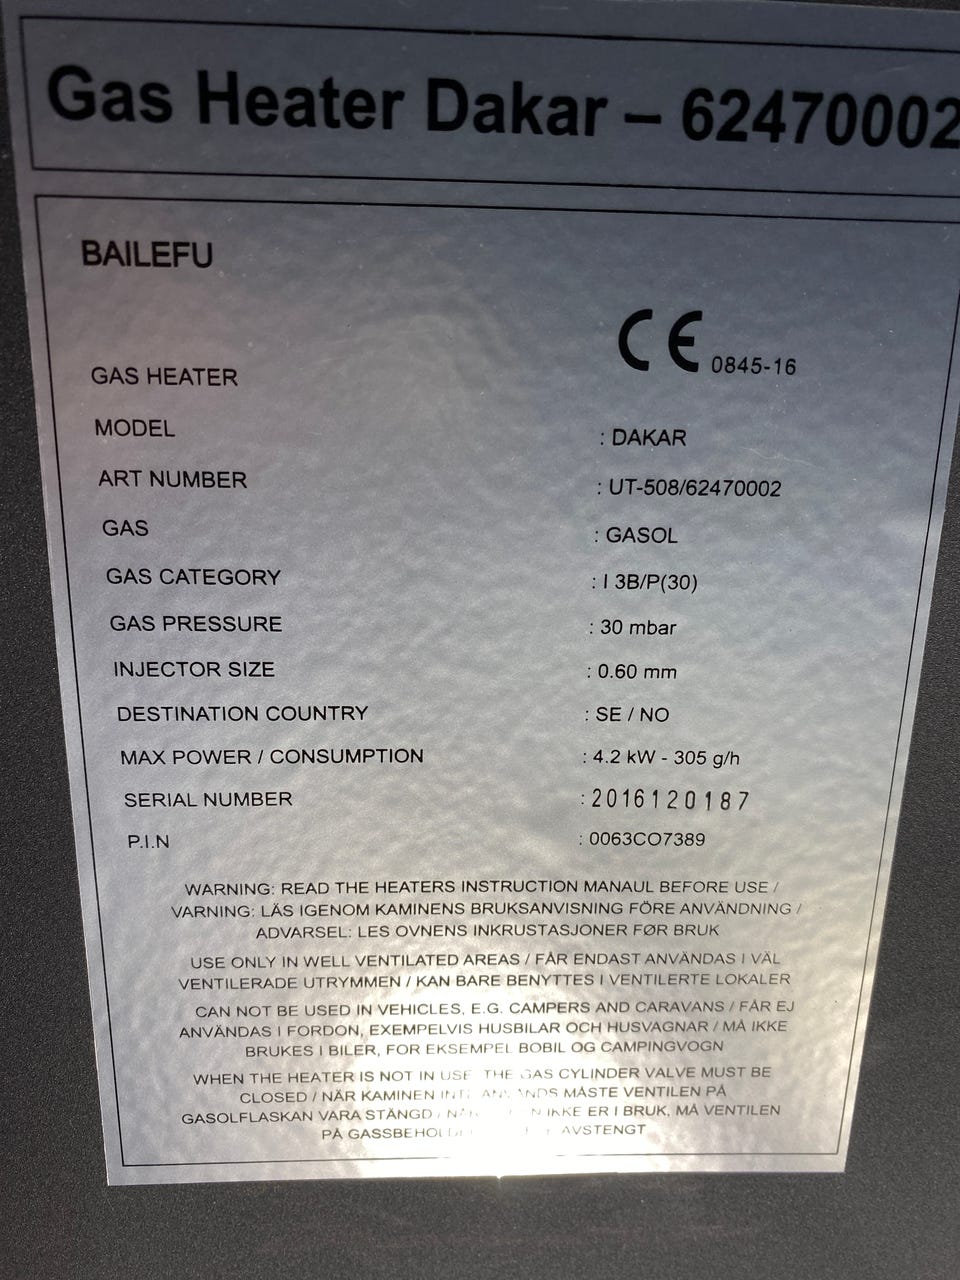 Gas Heater Dakar – 62470002
BAILEFU
CE 0845-16
GAS HEATER
MODEL : DAKAR
ART NUMBER : UT-508/62470002
GAS : GASOL
GAS CATEGORY : I 3B/P(30)
GAS PRESSURE : 30 mbar
INJECTOR SIZE : 0.60 mm
DESTINATION COUNTRY : SE / NO
MAX POWER / CONSUMPTION : 4.2 kW - 305 g/h
SERIAL NUMBER : 2016120187
P.I.N : 0063CO7389
WARNING: READ THE HEATERS INSTRUCTION MANAUL BEFORE USE /
VARNING: LÄS IGENOM KAMINENS BRUKSANVISNING FÖRE ANVÄNDNING /
ADVARSEL: LES OVNENS INKRUSTASJONER FØR BRUK
USE ONLY IN WELL VENTILATED AREAS / FÅR ENDAST ANVÄNDAS I VÄL
VENTILERADE UTRYMMEN / KAN BARE BENYTTES I VENTILERTE LOKALER
CAN NOT BE USED IN VEHICLES, E.G. CAMPERS AND CARAVANS / FÅR EJ
ANVÄNDAS I FORDON, EXEMPELVIS HUSBILAR OCH HUSVAGNAR / MÅ IKKE
BRUKES I BILER, FOR EKSEMPEL BOBIL OG CAMPINGVOGN
WHEN THE HEATER IS NOT IN USE THE GAS CYLINDER VALVE MUST BE
CLOSED / NÄR KAMINEN INTE ANVÄNDS MÅSTE VENTILEN PÅ
GASOLFLASKAN VARA STÄNGD / IKKE ER I BRUK, MÅ VENTILEN
PÅ AVSTENGT